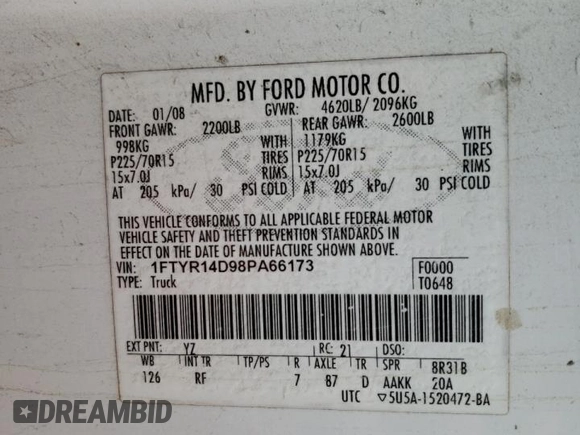 MFD. BY FORD MOTOR CO.
DATE: 01/08 GVWR: 4620LB/ 2096KG
FRONT GAWR: 2200LB REAR GAWR: 2600LB
998KG WITH 1179KG WITH
P225/70R15 TIRES P225/70R15 TIRES
15x7.0J RIMS 15x7.0J RIMS
AT 205 kPa/ 30 PSI COLD AT 205 kPa/ 30 PSI COLD
THIS VEHICLE CONFORMS TO ALL APPLICABLE FEDERAL MOTOR
VEHICLE SAFETY AND THEFT PREVENTION STANDARDS IN
EFFECT ON THE DATE OF MANUFACTURE SHOWN ABOVE.
VIN: 1FTYR14D98PA66173 F0000
TYPE: Truck T0648
EXT PNT: YZ RC: 21 DSO:
WB INT TR TP/PS R AXLE TR SPR 8R31B
126 RF 7 87 D AAKK 20A
UTC ▽5U5A-1520472-BA
DREAMBID